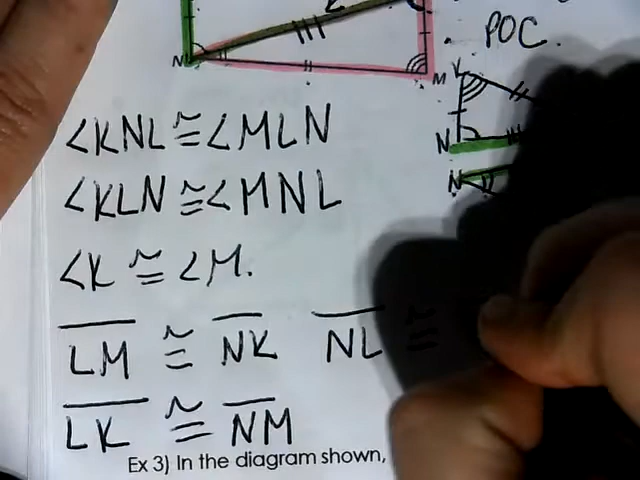 N
M
POC.
K
N
N
∠KNL ≅ ∠MLN
∠KLN ≅ ∠MNL
∠K ≅ ∠M.
LM ≅ NK NL ≅
LK ≅ NM
Ex 3) In the diagram shown,